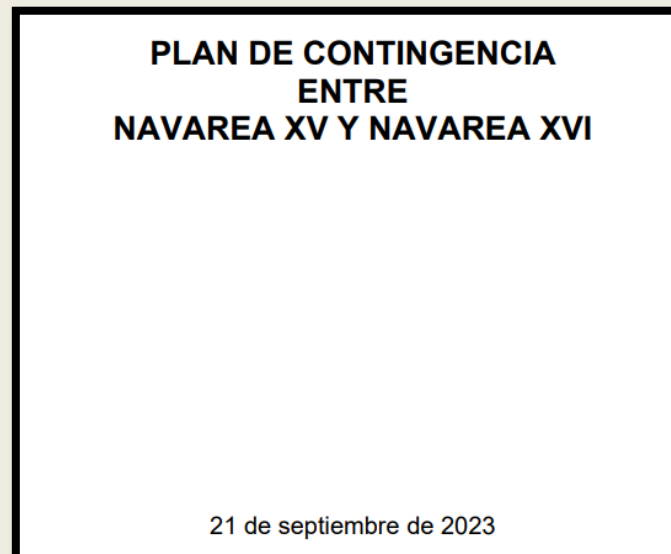 PLAN DE CONTINGENCIA
ENTRE
NAVAREA XV Y NAVAREA XVI
21 de septiembre de 2023